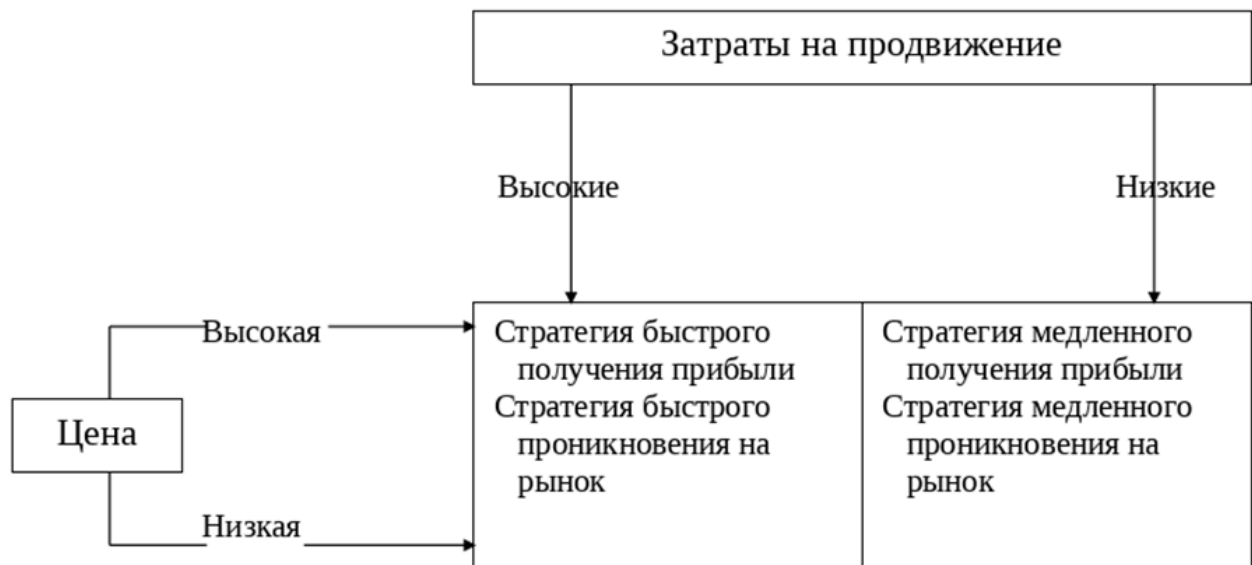 Затраты на продвижение
Высокие
Низкие
Высокая
Цена
Низкая
Стратегия быстрого
получения прибыли
Стратегия быстрого
проникновения на
рынок
Стратегия медленного
получения прибыли
Стратегия медленного
проникновения на
рынок